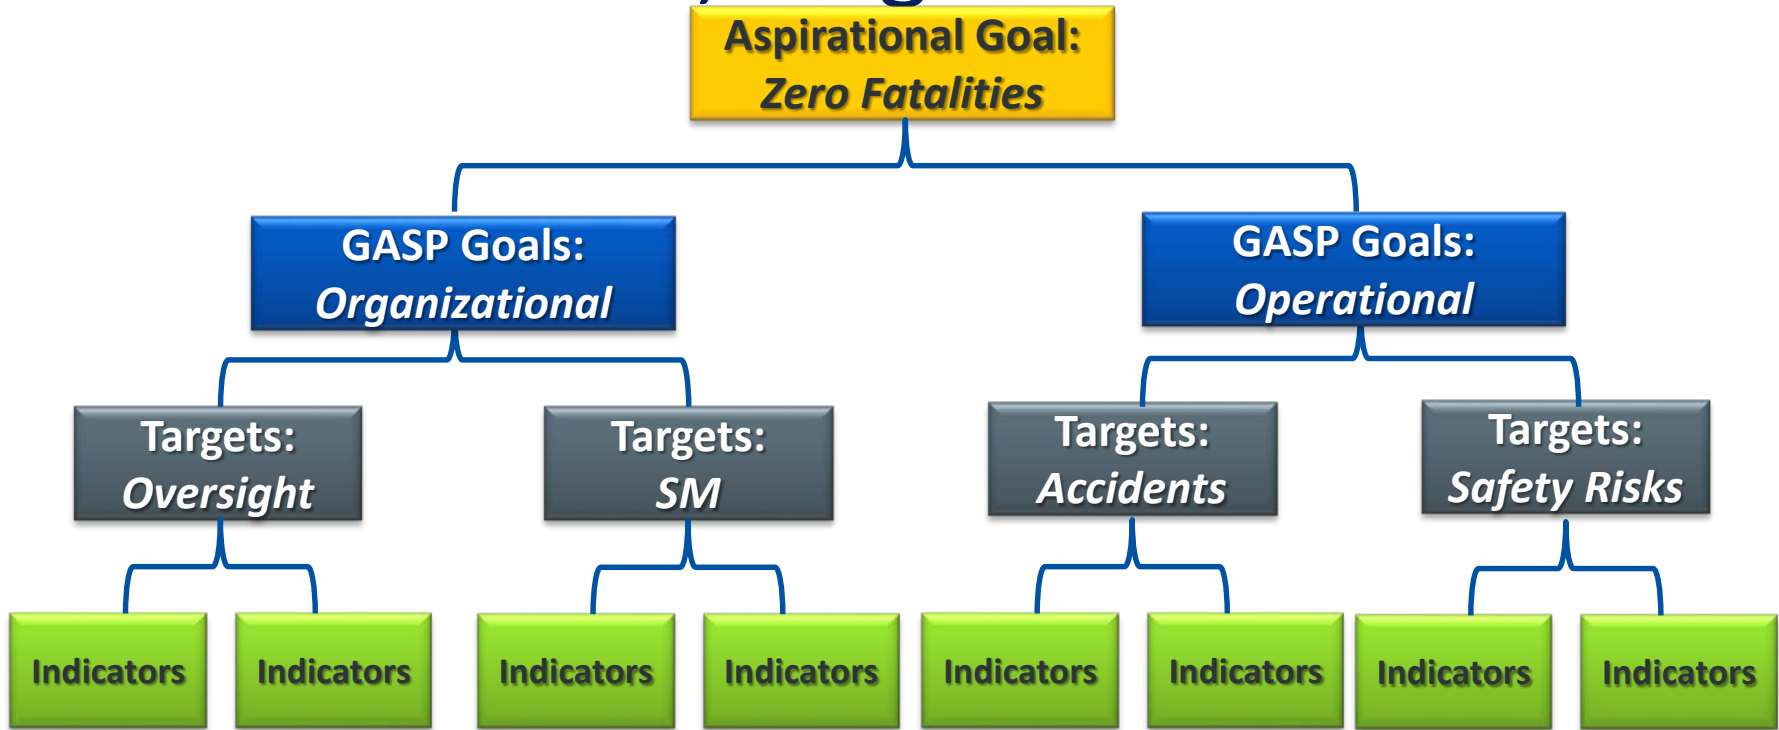 Aspirational Goal:
Zero Fatalities
GASP Goals:
Organizational
GASP Goals:
Operational
Targets:
Oversight
Targets:
SM
Targets:
Accidents
Targets:
Safety Risks
Indicators
Indicators
Indicators
Indicators
Indicators
Indicators
Indicators
Indicators